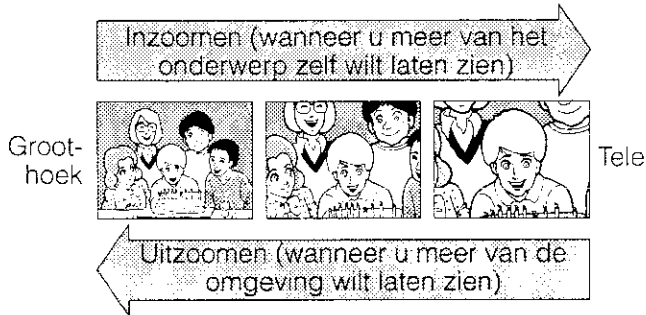 Inzoomen (wanneer u meer van het
onderwerp zelf wilt laten zien)
Groot-
hoek
Tele
Uitzoomen (wanneer u meer van de
omgeving wilt laten zien)